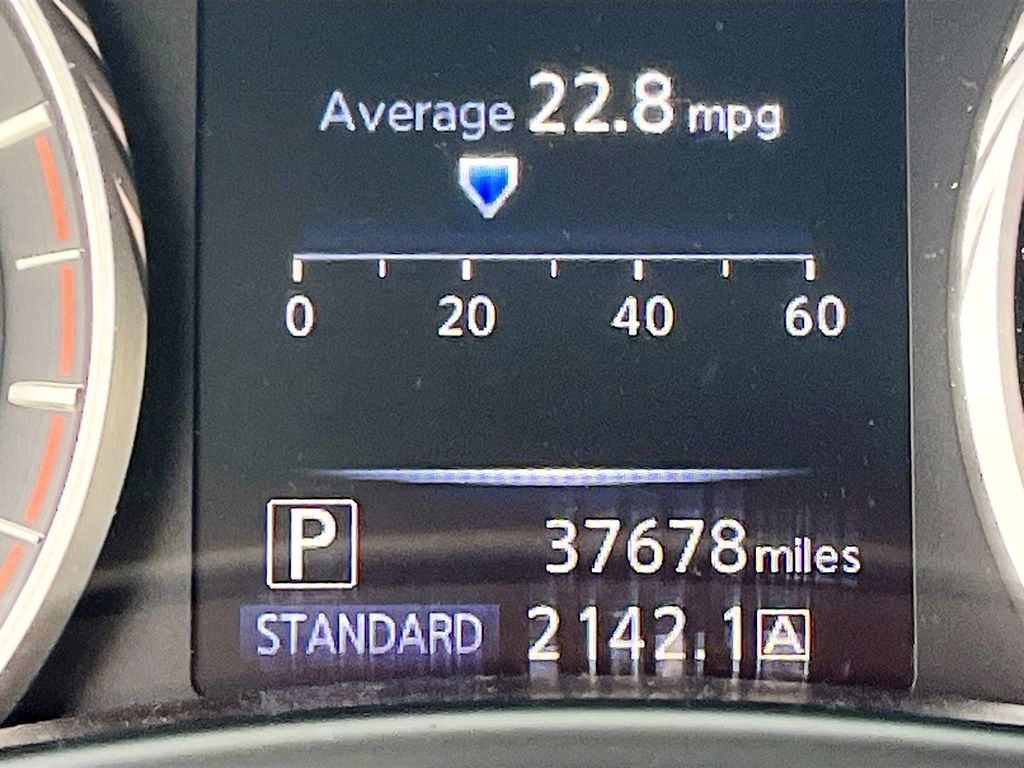 Average 22.8 mpg
0 20 40 60
P 37678 miles
STANDARD 2142.1 A